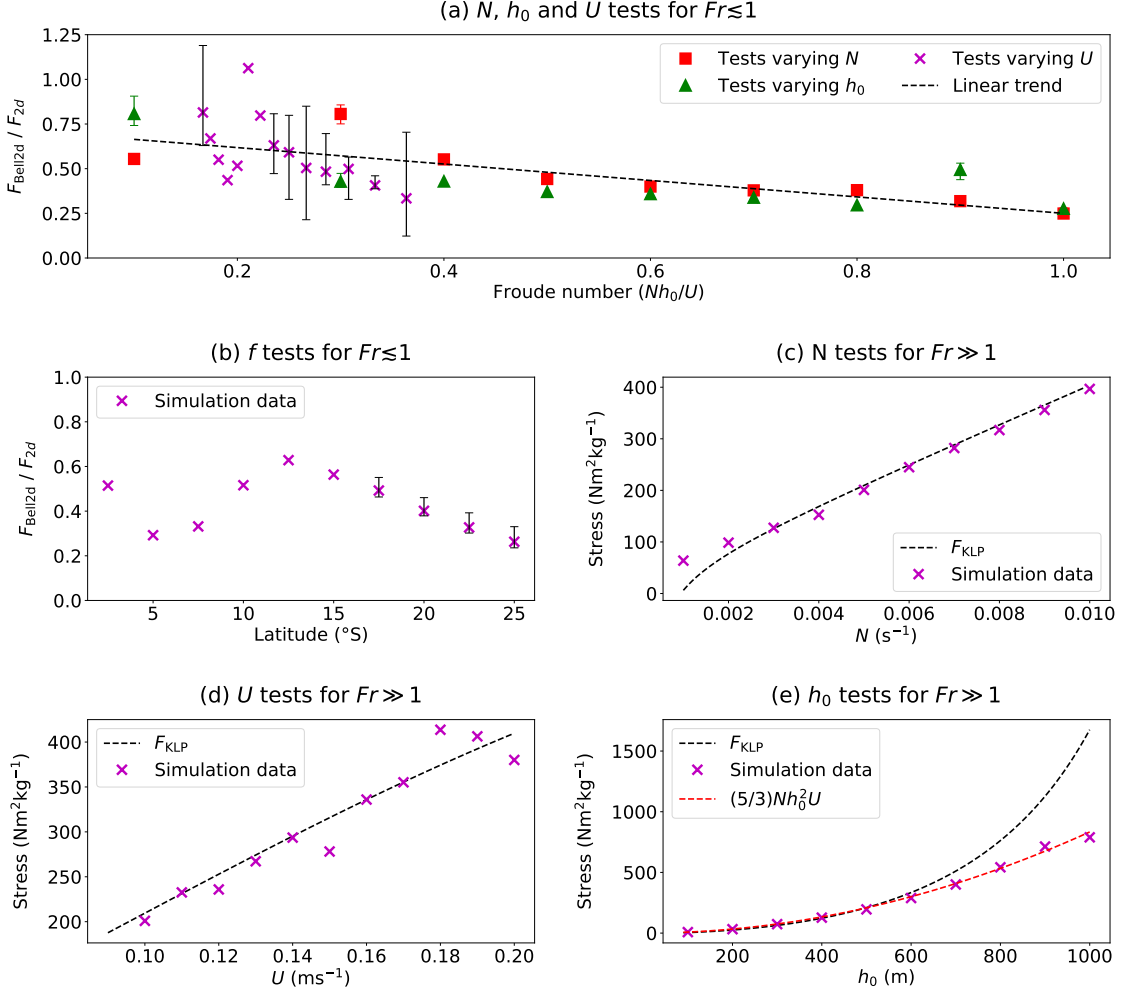 (a) N, h₀ and U tests for Fr≲1
F_Bell2d / F_2d
1.25
1.00
0.75
0.50
0.25
0.00
Tests varying N
Tests varying h₀
Tests varying U
Linear trend
0.2 0.4 0.6 0.8 1.0
Froude number (Nh₀/U)
(b) f tests for Fr≲1
F_Bell2d / F_2d
1.0
0.8
0.6
0.4
0.2
0.0
Simulation data
5 10 15 20 25
Latitude (°S)
(c) N tests for Fr ≫ 1
Stress (Nm²kg⁻¹)
400
300
200
100
0
F_KLP
Simulation data
0.002 0.004 0.006 0.008 0.010
N (s⁻¹)
(d) U tests for Fr ≫ 1
Stress (Nm²kg⁻¹)
400
350
300
250
200
F_KLP
Simulation data
0.10 0.12 0.14 0.16 0.18 0.20
U (ms⁻¹)
(e) h₀ tests for Fr ≫ 1
Stress (Nm²kg⁻¹)
1500
1000
500
0
F_KLP
Simulation data
(5/3)Nh₀²U
200 400 600 800 1000
h₀ (m)